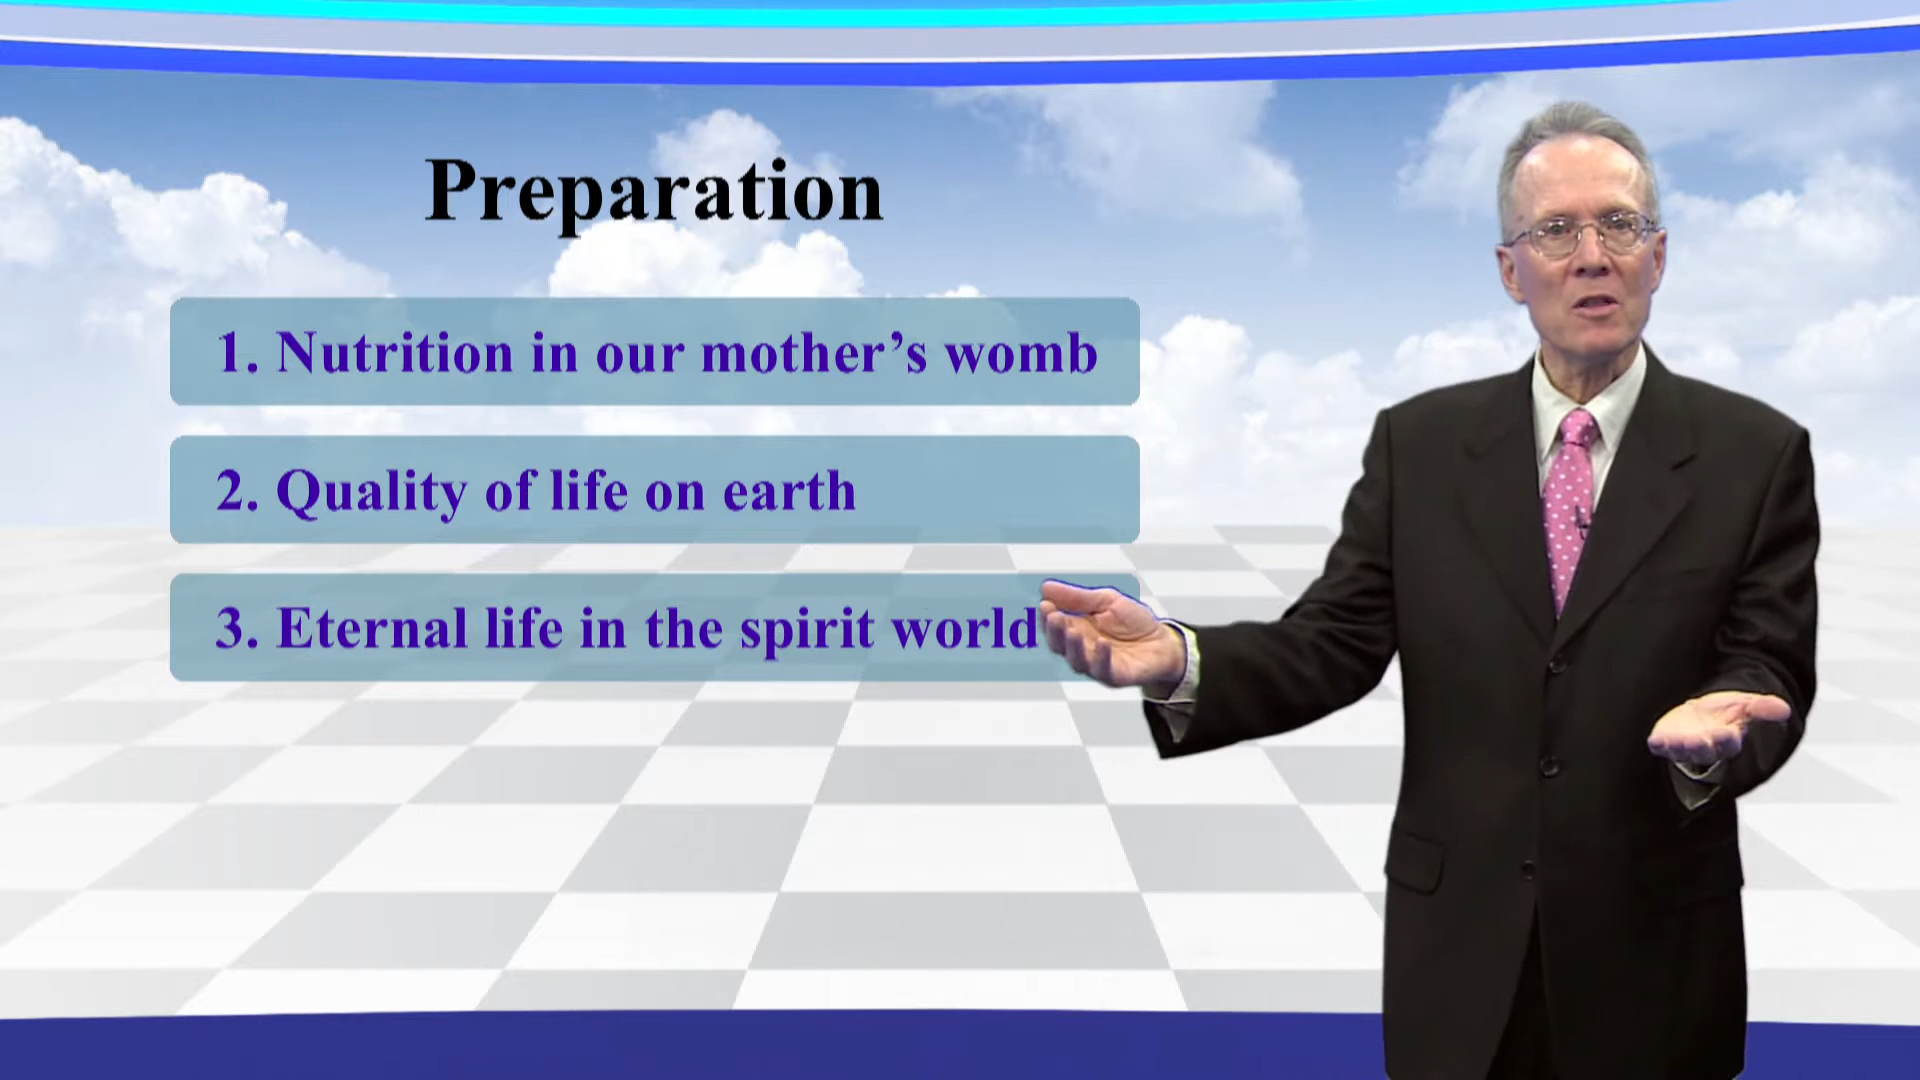 Preparation
1. Nutrition in our mother’s womb
2. Quality of life on earth
3. Eternal life in the spirit world